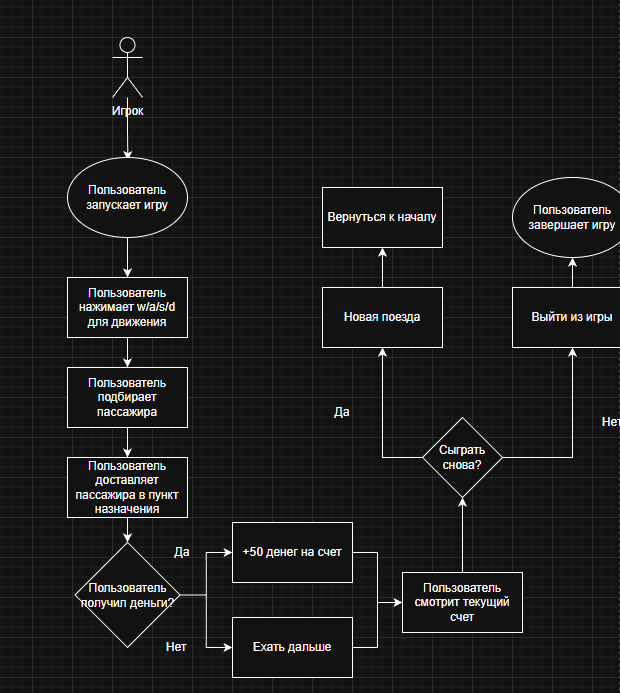 Игрок
Пользователь
запускает игру
Пользователь
нажимает w/a/s/d
для движения
Пользователь
подбирает
пассажира
Пользователь
доставляет
пассажира в пункт
назначения
Пользователь
получил деньги?
Да
Нет
+50 денег на счет
Ехать дальше
Пользователь
смотрит текущий
счет
Сыграть
снова?
Да
Нет
Новая поезда
Вернуться к началу
Выйти из игры
Пользователь
завершает игру